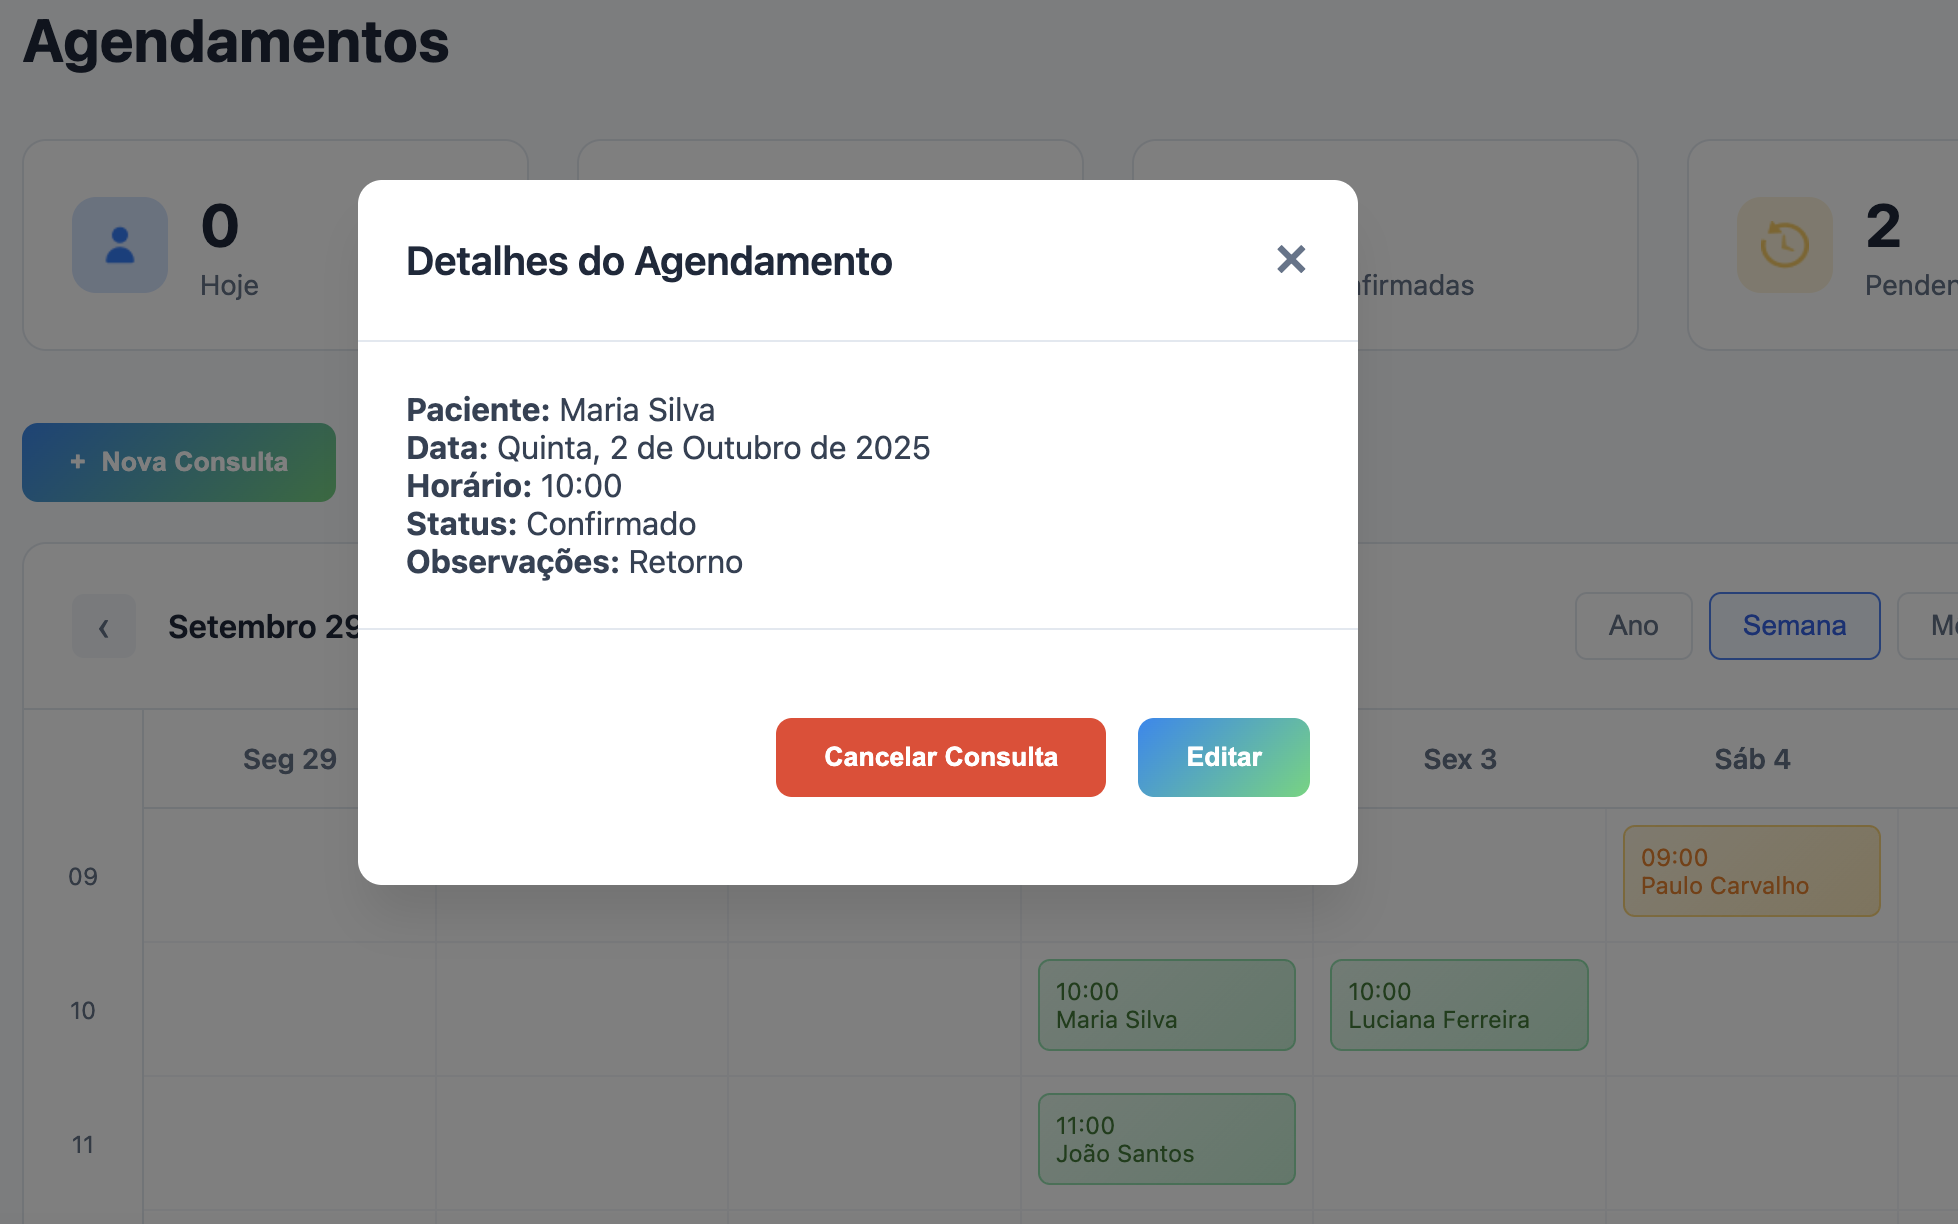 Agendamentos
0
Hoje
2
Confirmadas
✕
Detalhes do Agendamento
Paciente: Maria Silva
Data: Quinta, 2 de Outubro de 2025
Horário: 10:00
Status: Confirmado
Observações: Retorno
Cancelar Consulta
Editar
+ Nova Consulta
‹
Setembro 29
Ano
Semana
Seg 29
Sex 3
Sáb 4
09
09:00
Paulo Carvalho
10
10:00
Maria Silva
10:00
Luciana Ferreira
11
11:00
João Santos